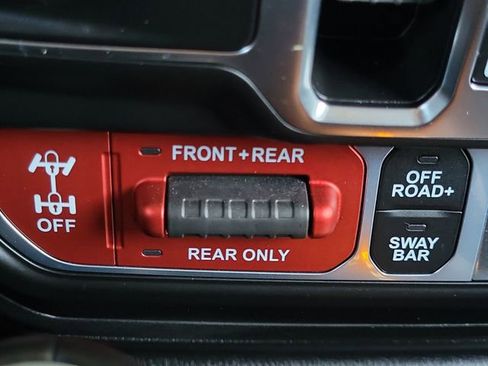 FRONT+REAR
OFF
REAR ONLY
OFF
ROAD+
SWAY
BAR